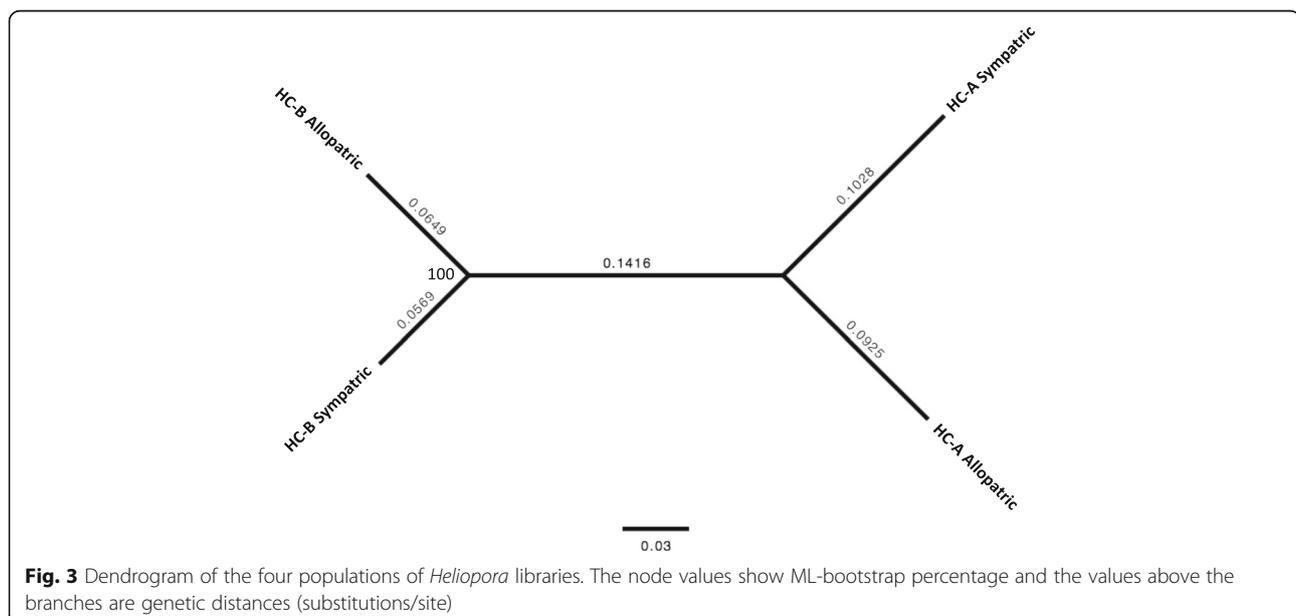 HC-A Sympatric
HC-B Allopatric
0.1028
0.0649
0.1416
100
0.0569
0.0925
HC-B Sympatric
HC-A Allopatric
0.03
Fig. 3 Dendrogram of the four populations of Heliopora libraries. The node values show ML-bootstrap percentage and the values above the
branches are genetic distances (substitutions/site)